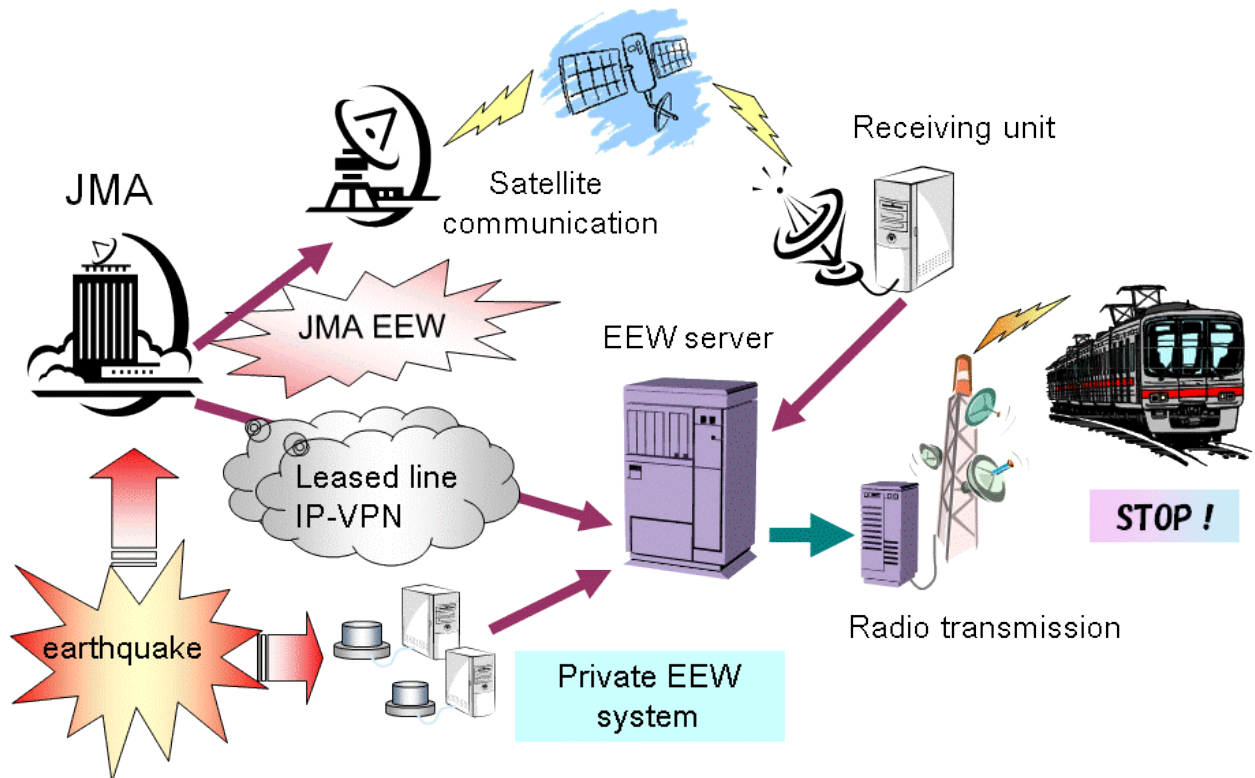 JMA
Satellite
communication
Receiving unit
JMA EEW
EEW server
Leased line
IP-VPN
STOP !
earthquake
Radio transmission
Private EEW
system